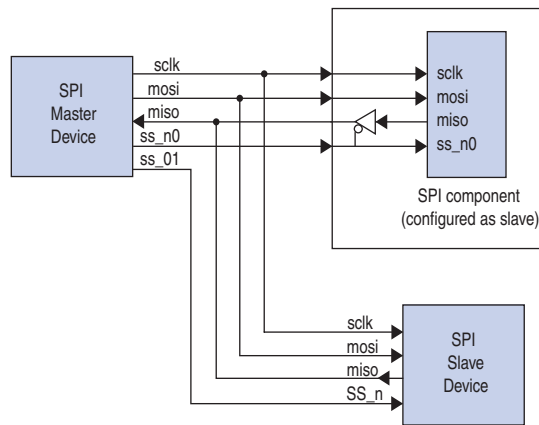 SPI
Master
Device
sclk
mosi
miso
ss_n0
ss_01
sclk
mosi
miso
ss_n0
SPI component
(configured as slave)
sclk
mosi
miso
SS_n
SPI
Slave
Device